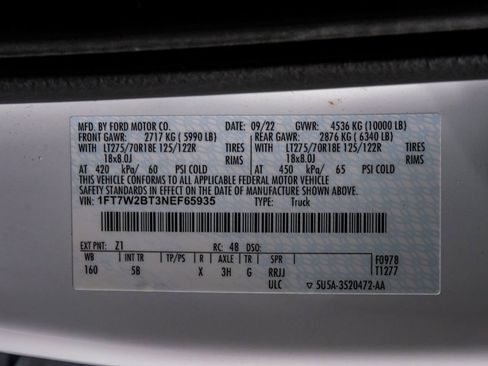 MFD. BY FORD MOTOR CO. DATE: 09/22 GVWR: 4536 KG (10000 LB)
FRONT GAWR: 2717 KG ( 5990 LB) REAR GAWR: 2876 KG ( 6340 LB)
WITH LT275/70R18E 125/122R TIRES WITH LT275/70R18E 125/122R TIRES
18x8.0J RIMS 18x8.0J RIMS
AT 420 kPa/ 60 PSI COLD AT 450 kPa/ 65 PSI COLD
THIS VEHICLE CONFORMS TO ALL APPLICABLE FEDERAL MOTOR VEHICLE
SAFETY STANDARDS IN EFFECT ON THE DATE OF MANUFACTURE SHOWN ABOVE.
VIN: 1FT7W2BT3NEF65935 TYPE: Truck
EXT PNT: Z1 RC: 48 DSO:
WB INT TR TP/PS R AXLE TR SPR F0978
160 5B X 3H G RRJJ T1277
ULC ▽ 5U5A-3520472-AA